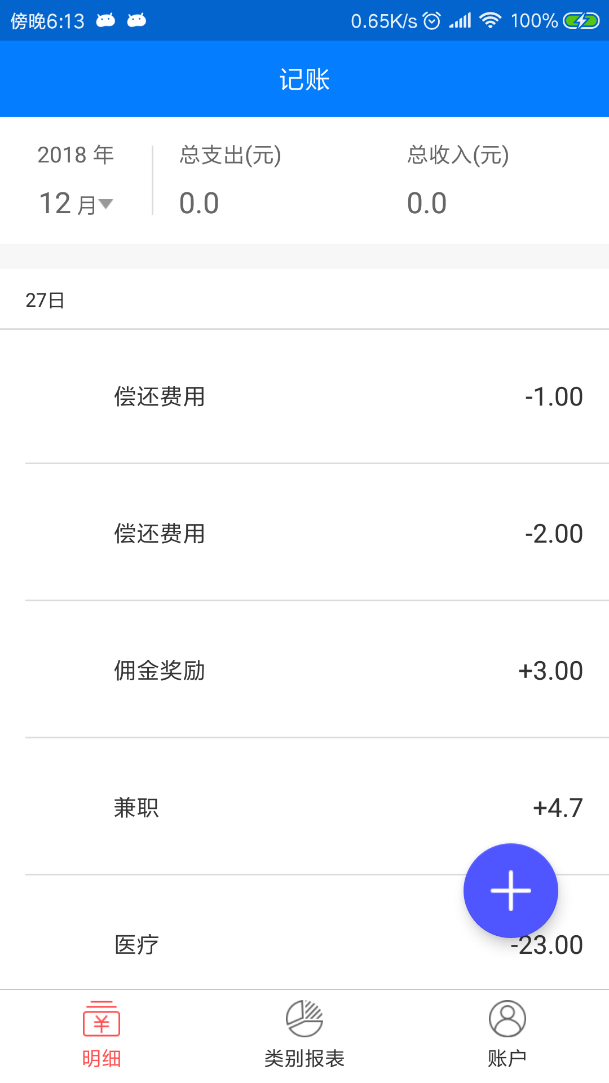 傍晚6:13 0.65K/s 100%
记账
2018 年 总支出(元) 总收入(元)
12 月 0.0 0.0
27日
偿还费用 -1.00
偿还费用 -2.00
佣金奖励 +3.00
兼职 +4.7
医疗 -23.00
明细 类别报表 账户